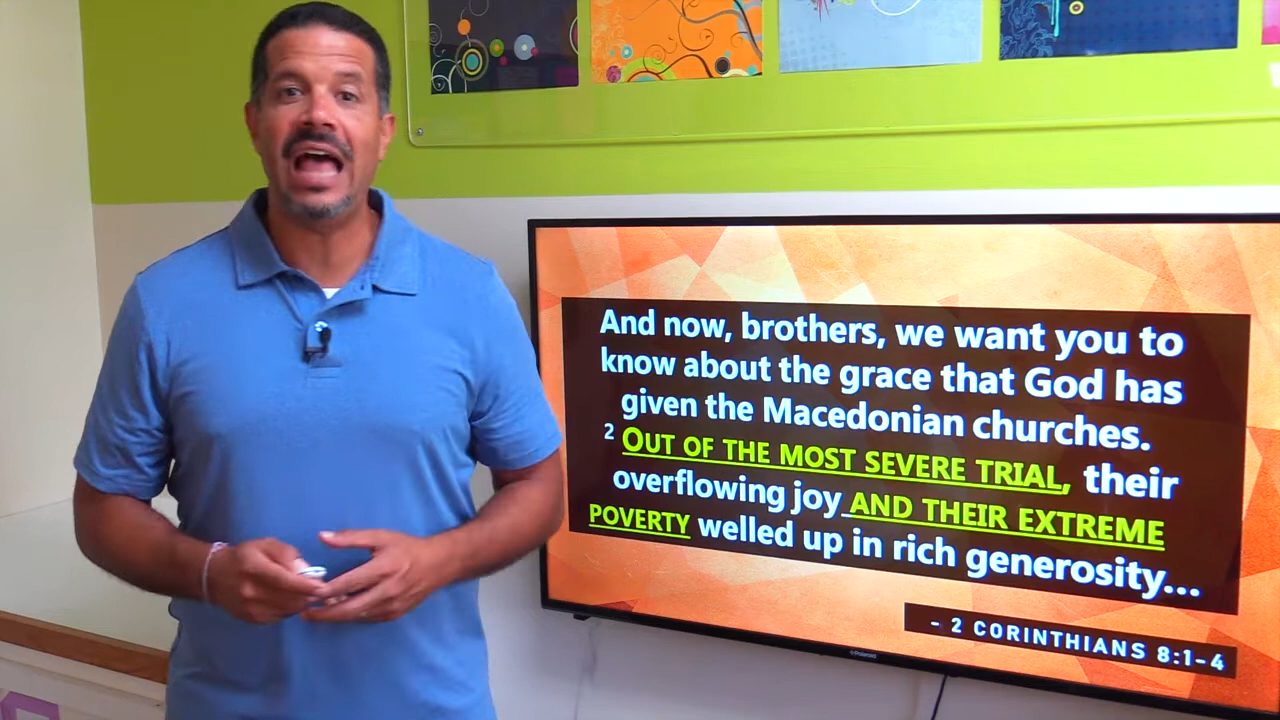 And now, brothers, we want you to
know about the grace that God has
given the Macedonian churches.
2 OUT OF THE MOST SEVERE TRIAL, their
overflowing joy AND THEIR EXTREME
POVERTY welled up in rich generosity...
- 2 CORINTHIANS 8:1-4
Polaroid